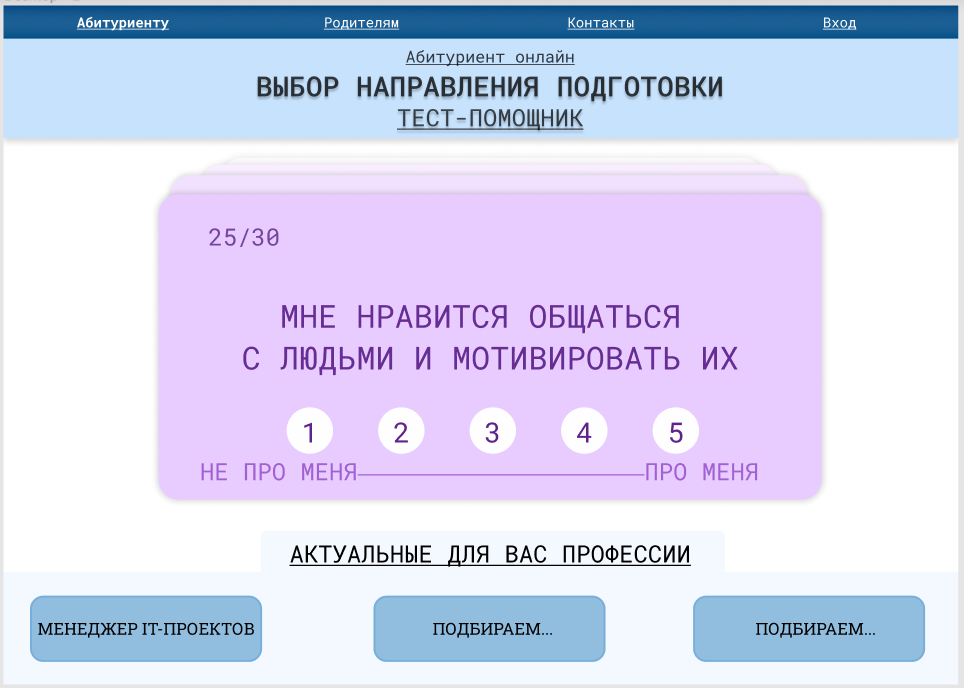 Абитуриенту Родителям Контакты Вход
Абитуриент онлайн
ВЫБОР НАПРАВЛЕНИЯ ПОДГОТОВКИ
ТЕСТ-ПОМОЩНИК
25/30
МНЕ НРАВИТСЯ ОБЩАТЬСЯ
С ЛЮДЬМИ И МОТИВИРОВАТЬ ИХ
1 2 3 4 5
НЕ ПРО МЕНЯ ПРО МЕНЯ
АКТУАЛЬНЫЕ ДЛЯ ВАС ПРОФЕССИИ
МЕНЕДЖЕР IT-ПРОЕКТОВ ПОДБИРАЕМ... ПОДБИРАЕМ...